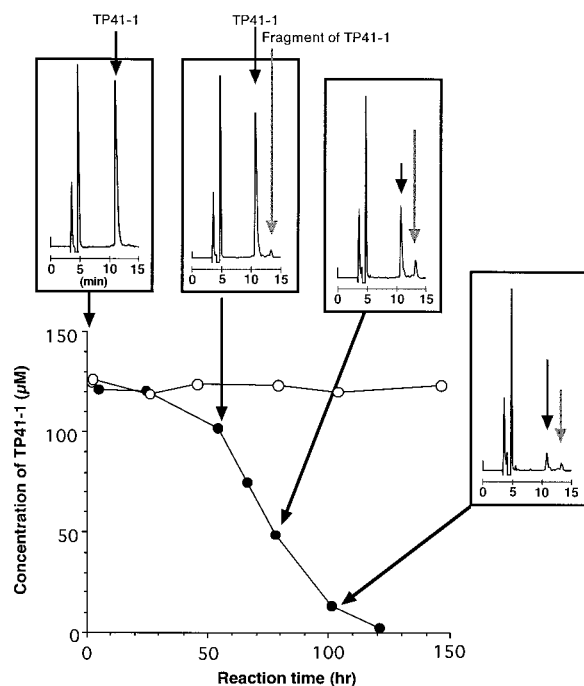 TP41-1
TP41-1
Fragment of TP41-1
0 5 10 15
(min)
0 5 10 15
0 5 10 15
0 5 10 15
150
100
50
0
Concentration of TP41-1 (µM)
0 50 100 150
Reaction time (hr)